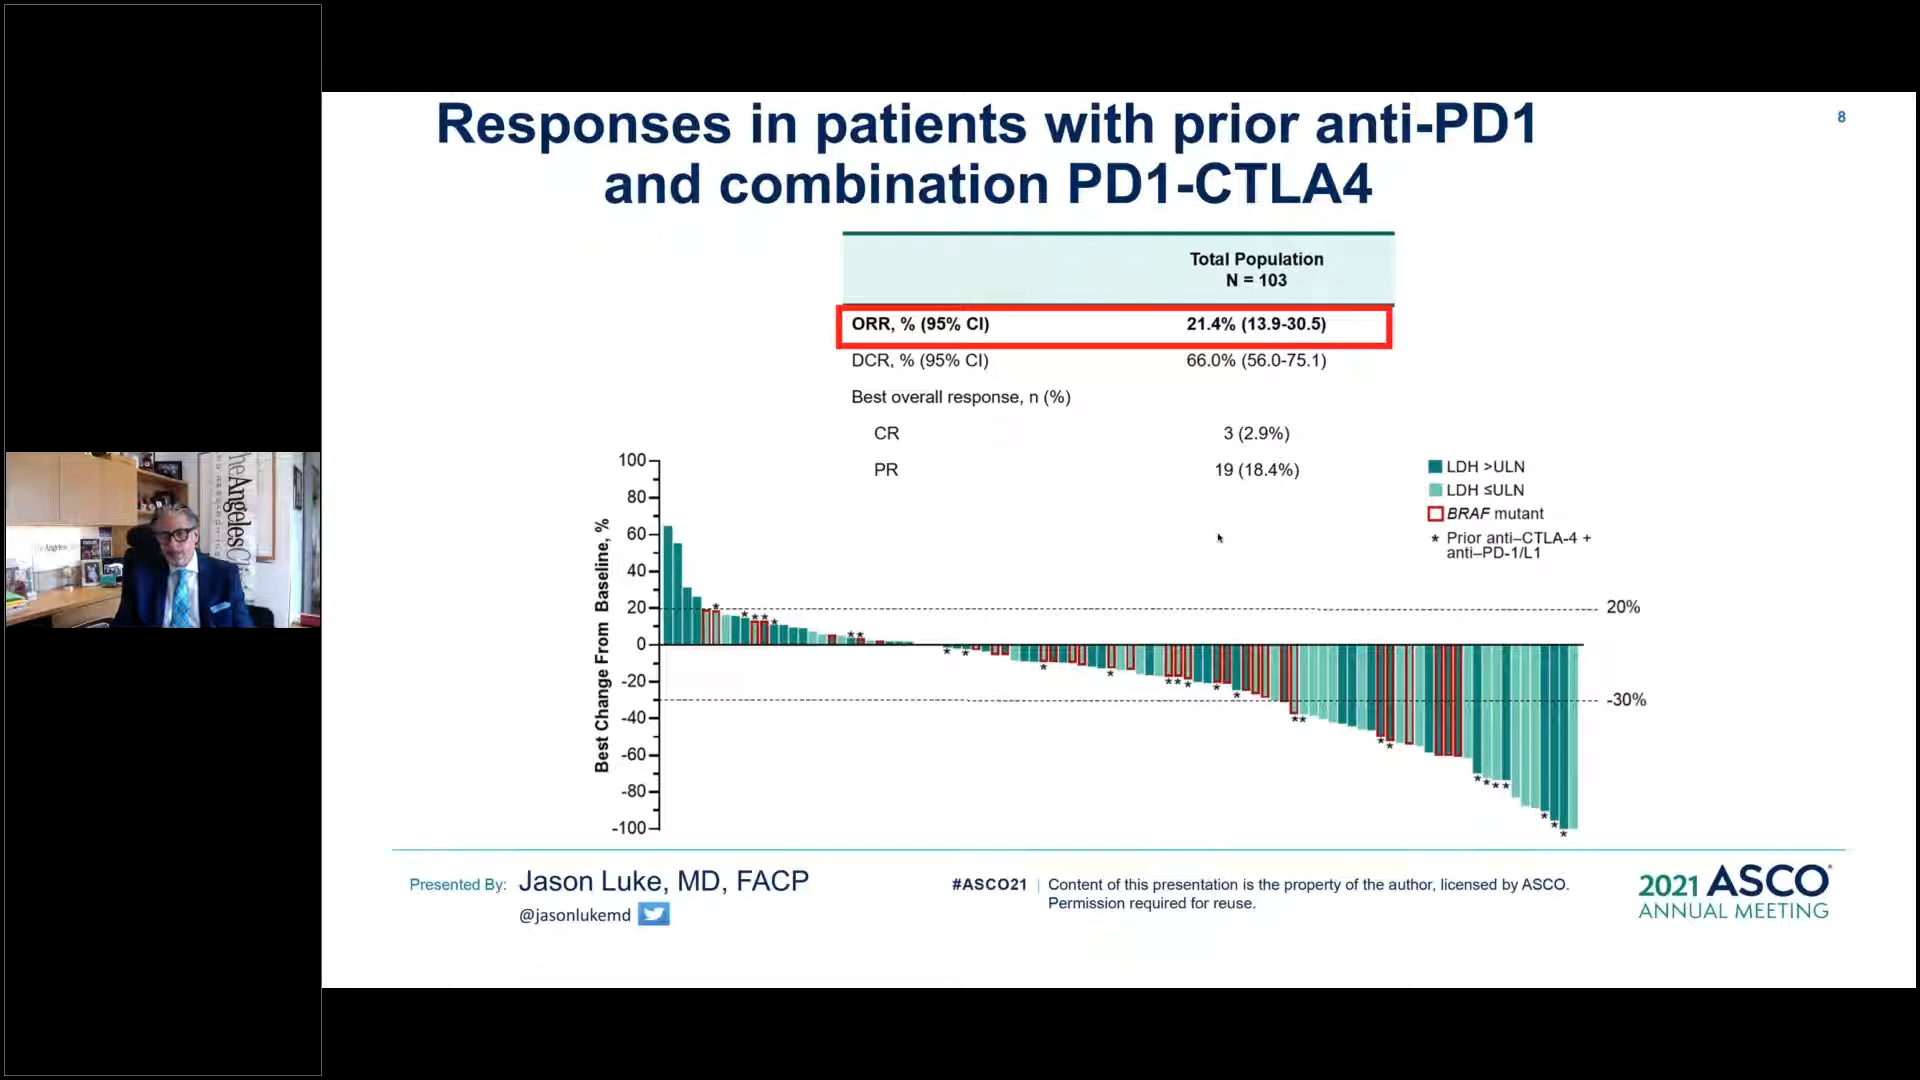 Responses in patients with prior anti-PD1
and combination PD1-CTLA4
8
Total Population
N = 103
ORR, % (95% CI) 21.4% (13.9-30.5)
DCR, % (95% CI) 66.0% (56.0-75.1)
Best overall response, n (%)
CR 3 (2.9%)
PR 19 (18.4%)
LDH >ULN
LDH ≤ULN
BRAF mutant
* Prior anti–CTLA-4 +
anti–PD-1/L1
Best Change From Baseline, %
100
80
60
40
20
0
-20
-40
-60
-80
-100
20%
-30%
Presented By: Jason Luke, MD, FACP
@jasonlukemd
#ASCO21 | Content of this presentation is the property of the author, licensed by ASCO.
Permission required for reuse.
2021 ASCO®
ANNUAL MEETING